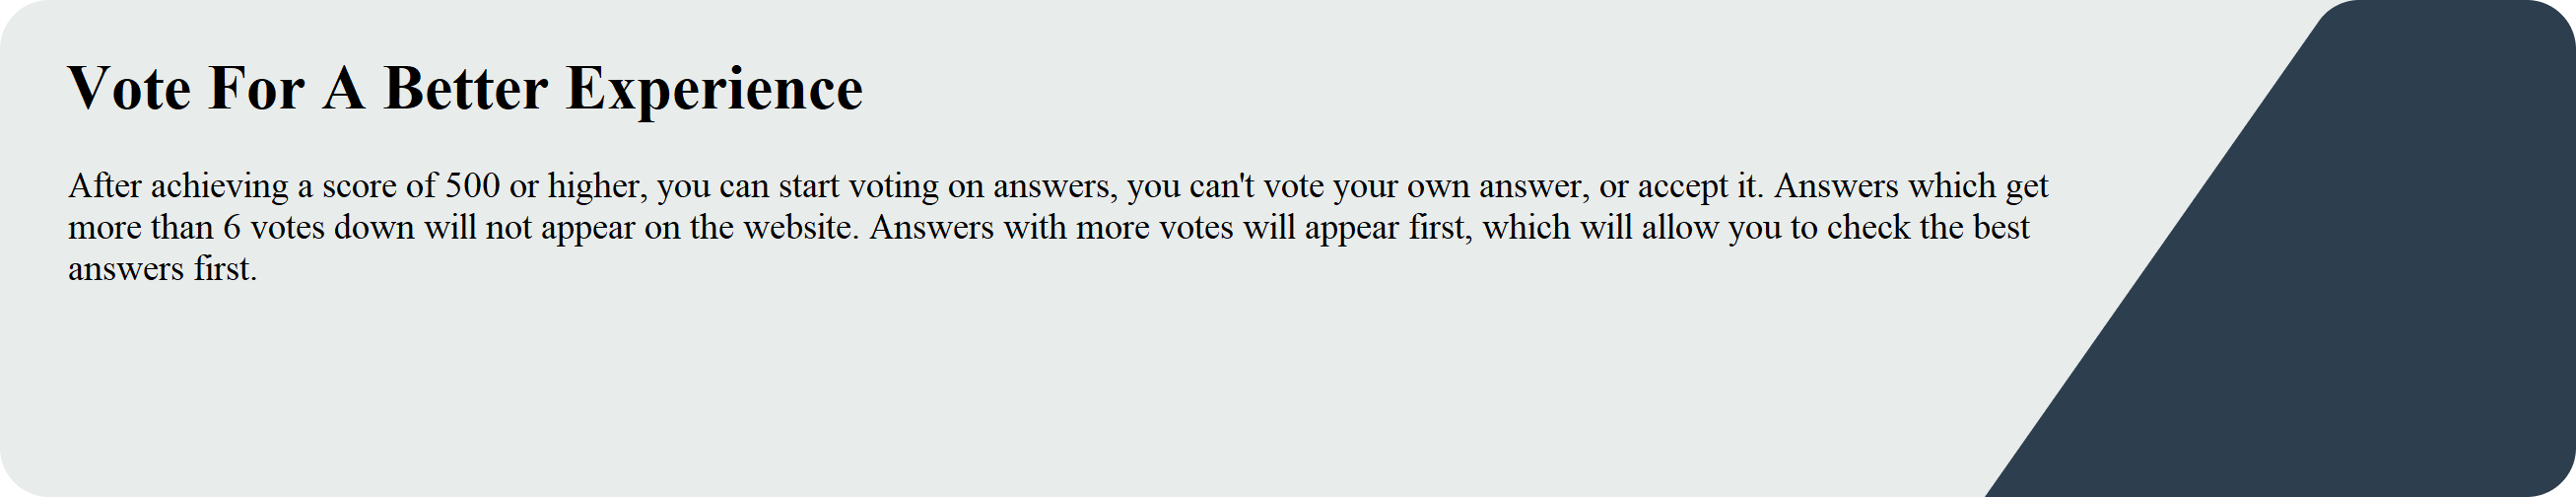 Vote For A Better Experience
After achieving a score of 500 or higher, you can start voting on answers, you can't vote your own answer, or accept it. Answers which get
more than 6 votes down will not appear on the website. Answers with more votes will appear first, which will allow you to check the best
answers first.